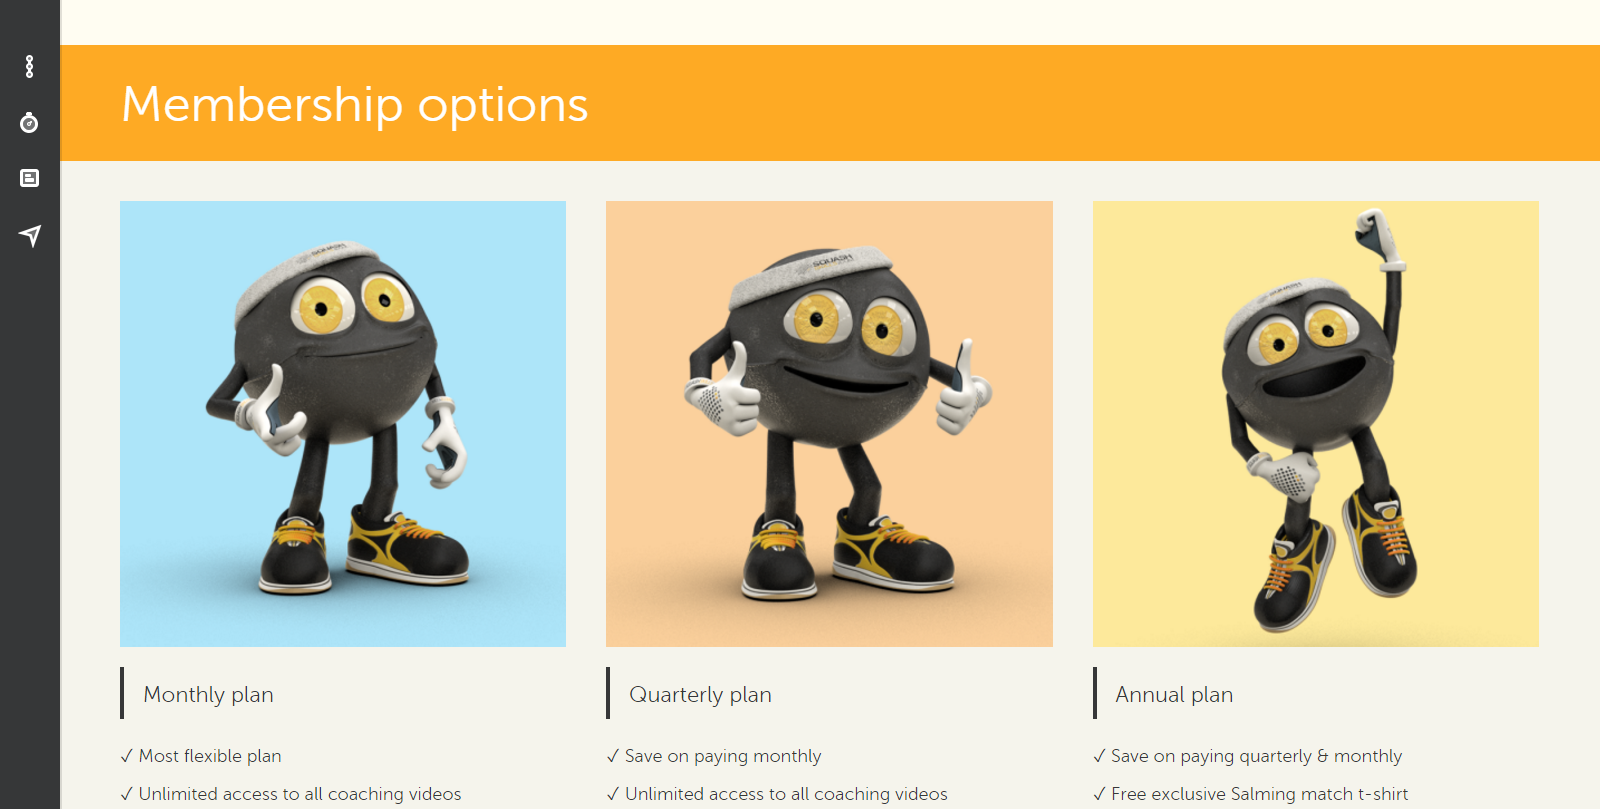 Membership options
SQUASH
SQUASH
Monthly plan
Quarterly plan
Annual plan
✓ Most flexible plan
✓ Unlimited access to all coaching videos
✓ Save on paying monthly
✓ Unlimited access to all coaching videos
✓ Save on paying quarterly & monthly
✓ Free exclusive Salming match t-shirt